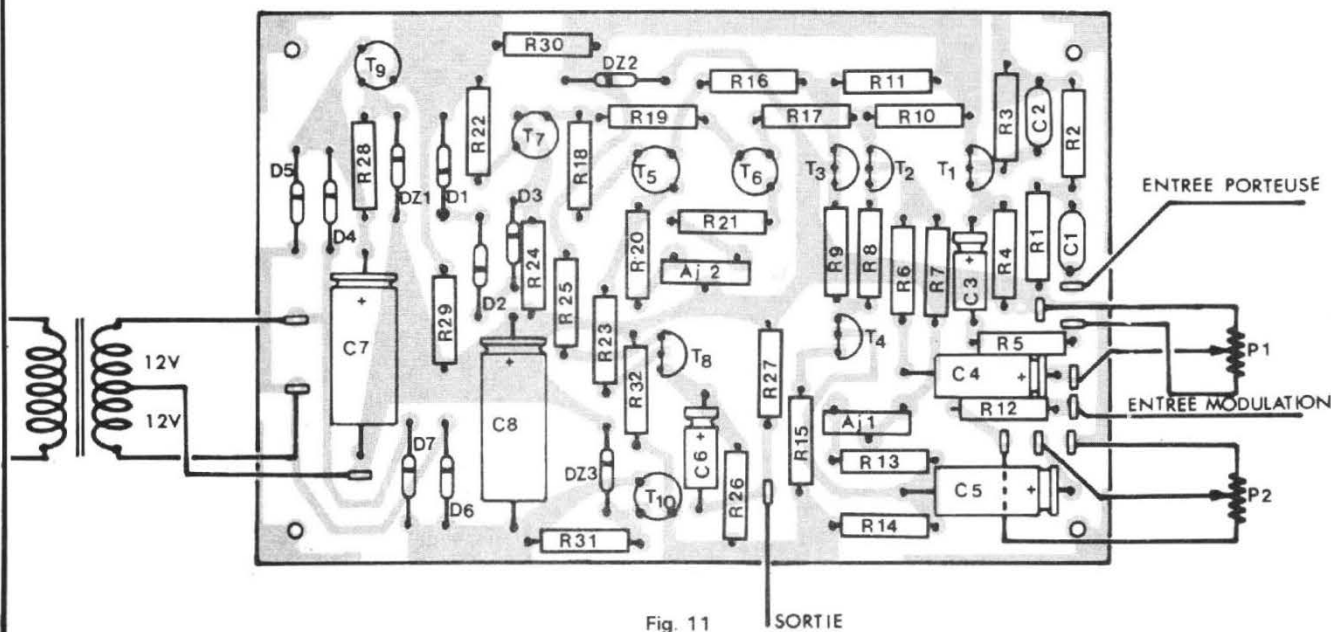 R30
T9
DZ2
R16
R11
R3
C2
R2
R22
R19
R17
R10
T7
R28
R18
D5
T5
T6
T3
T2
T1
ENTREE PORTEUSE
DZ1
D1
D3
D4
R21
R20
R24
R9
R8
R6
R7
C3
R4
R1
C1
Aj 2
R25
D2
R29
R23
12V
C7
T8
T4
R5
P1
R32
R27
C4
12V
C8
R12
ENTREE MODULATION
Aj 1
R15
D7
C6
R13
DZ3
R26
C5
P2
T10
D6
R14
R31
Fig. 11
SORTIE